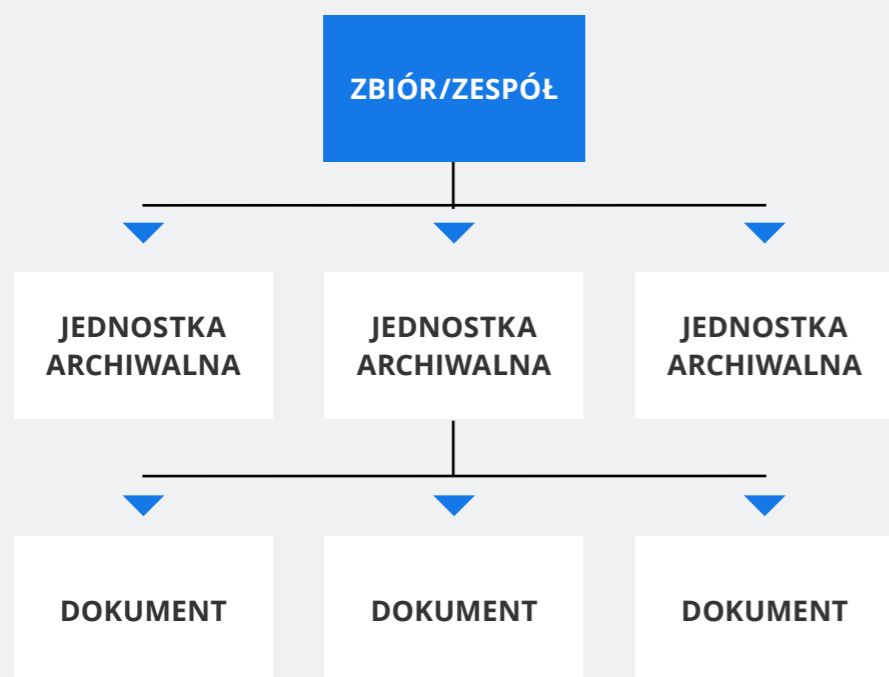 ZBIÓR/ZESPÓŁ
JEDNOSTKA
ARCHIWALNA
JEDNOSTKA
ARCHIWALNA
JEDNOSTKA
ARCHIWALNA
DOKUMENT
DOKUMENT
DOKUMENT